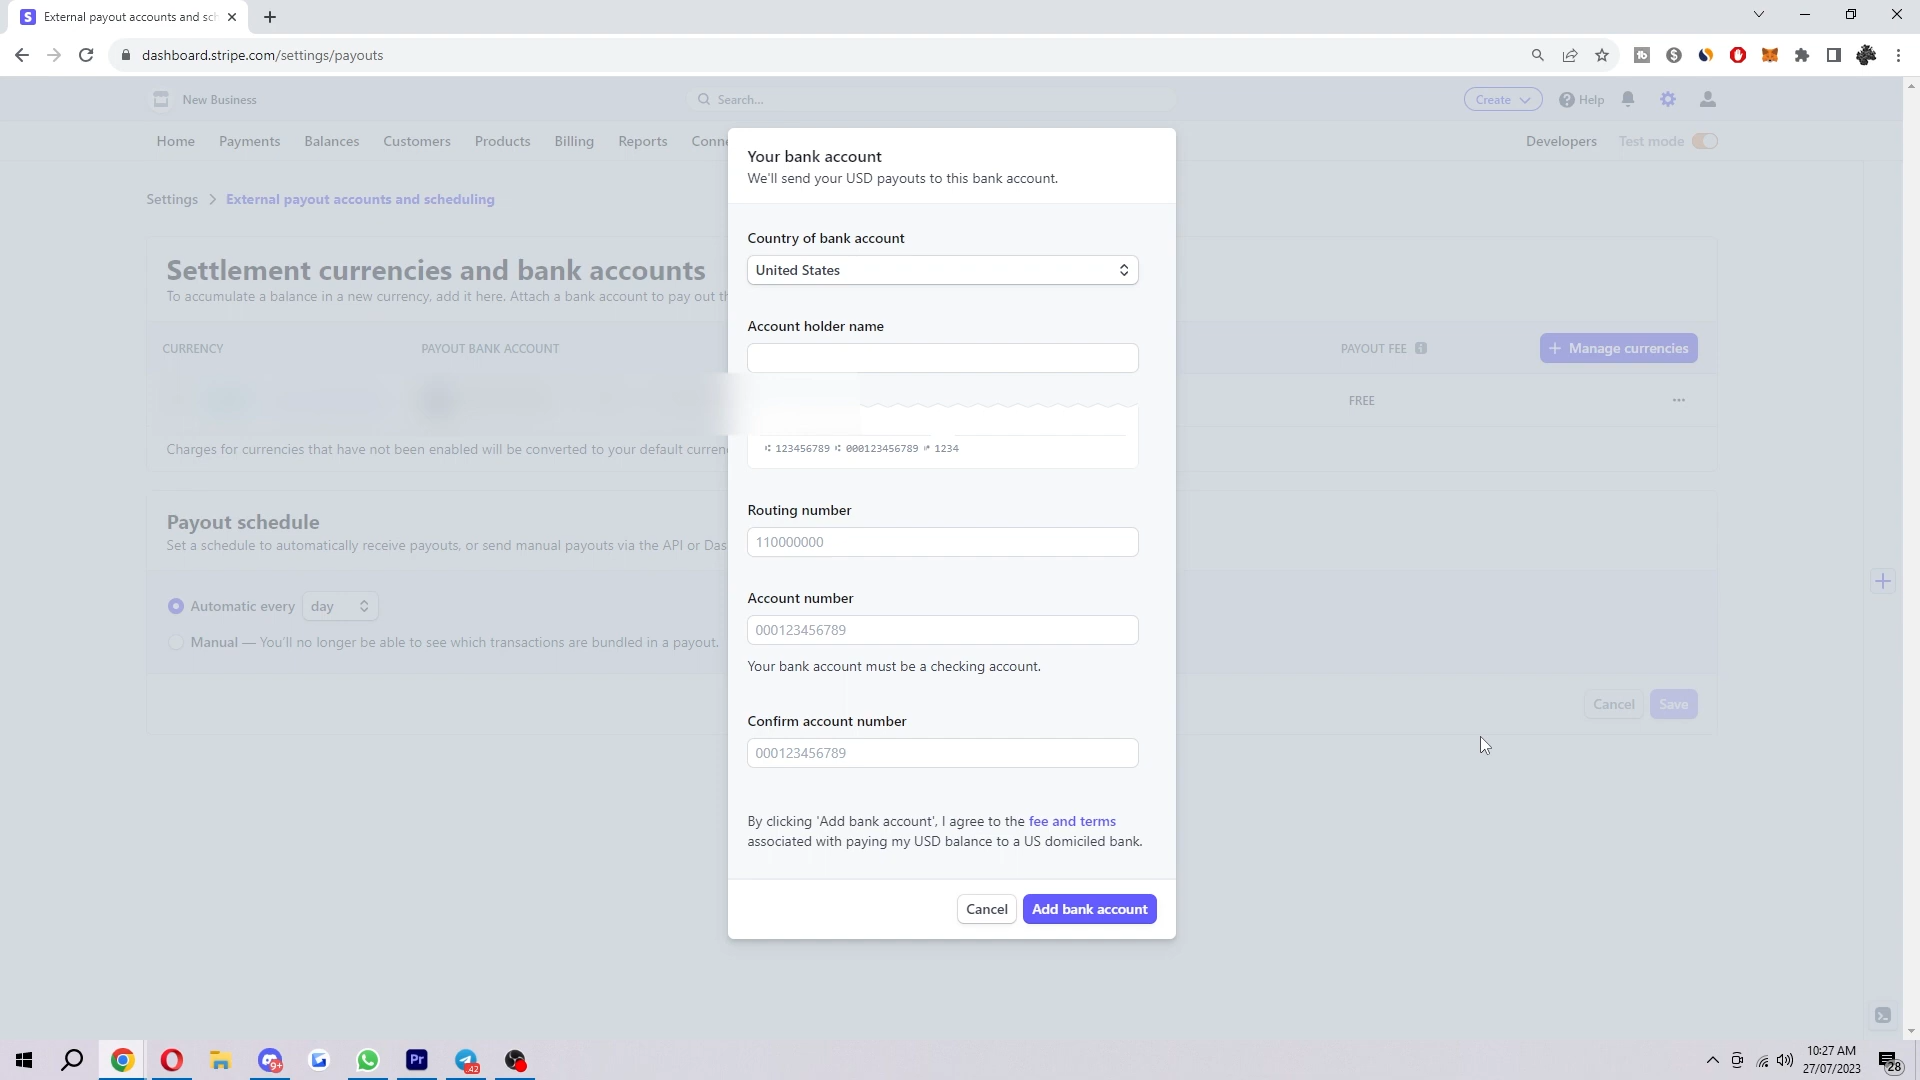 External payout accounts and sch
dashboard.stripe.com/settings/payouts
New Business
Search...
Create
Help
Home
Payments
Balances
Customers
Products
Billing
Reports
Conne
Developers
Test mode
Settings
External payout accounts and scheduling
Settlement currencies and bank accounts
To accumulate a balance in a new currency, add it here. Attach a bank account to pay out th
CURRENCY
PAYOUT BANK ACCOUNT
PAYOUT FEE
Manage currencies
FREE
Charges for currencies that have not been enabled will be converted to your default curren
Payout schedule
Set a schedule to automatically receive payouts, or send manual payouts via the API or Das
Automatic every
day
Manual — You'll no longer be able to see which transactions are bundled in a payout.
Cancel
Save
Your bank account
We'll send your USD payouts to this bank account.
Country of bank account
United States
Account holder name
⑆ 123456789 ⑆ 000123456789 ⑈ 1234
Routing number
110000000
Account number
000123456789
Your bank account must be a checking account.
Confirm account number
000123456789
By clicking 'Add bank account', I agree to the fee and terms
associated with paying my USD balance to a US domiciled bank.
Cancel
Add bank account
9+
Pr
42
10:27 AM
27/07/2023
28